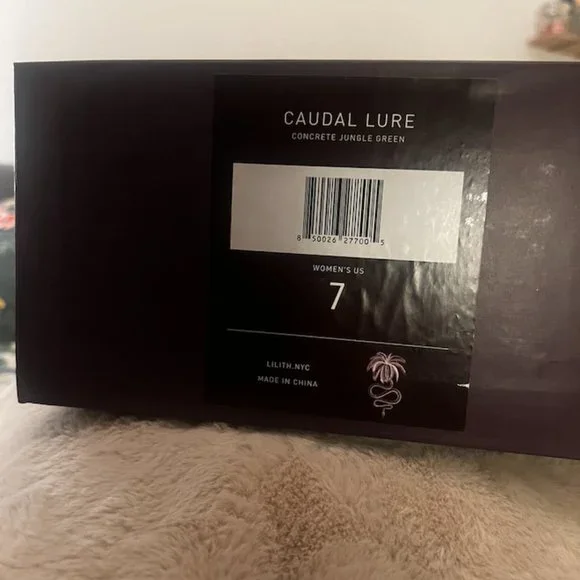 CAUDAL LURE
CONCRETE JUNGLE GREEN
8 50026 27700 5
WOMEN'S US
7
LILITH.NYC
MADE IN CHINA